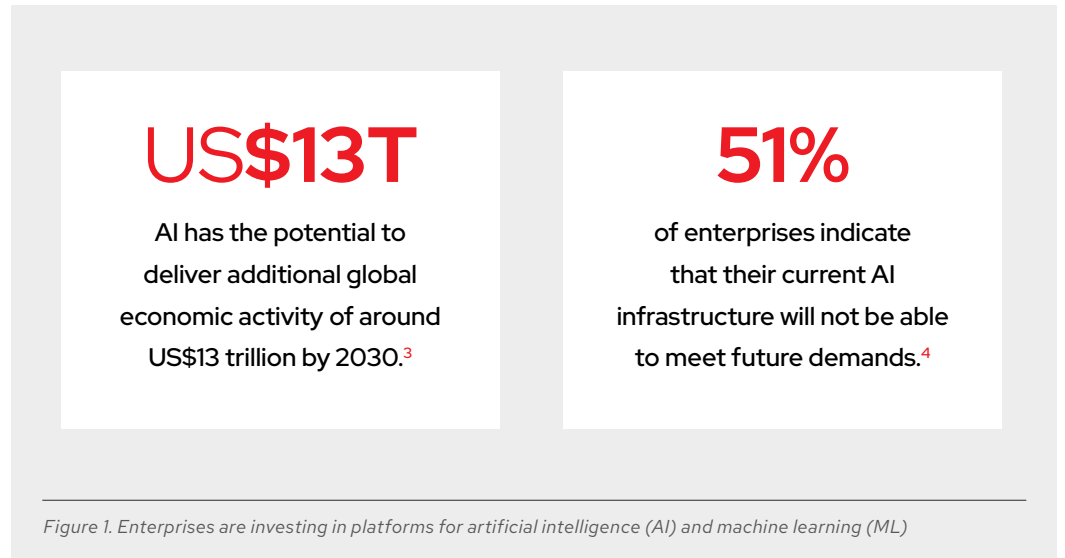 US$13T
AI has the potential to
deliver additional global
economic activity of around
US$13 trillion by 2030.3
51%
of enterprises indicate
that their current AI
infrastructure will not be able
to meet future demands.4
Figure 1. Enterprises are investing in platforms for artificial intelligence (AI) and machine learning (ML)